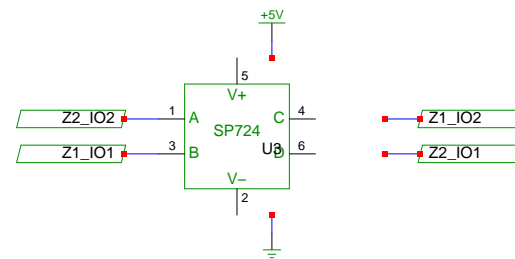 +5V
5
V+
Z2_IO2 1 A SP724 C 4 Z1_IO2
Z1_IO1 3 B U3 D 6 Z2_IO1
V−
2